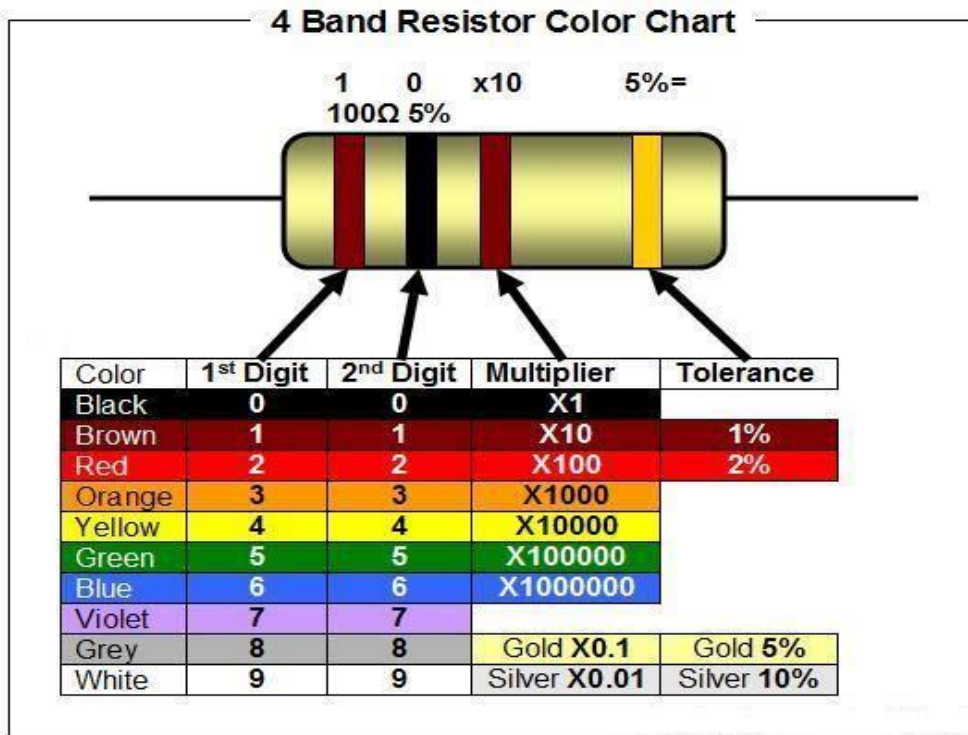 4 Band Resistor Color Chart
1 0 x10 5%=
100Ω 5%
Color 1st Digit 2nd Digit Multiplier Tolerance
Black 0 0 X1
Brown 1 1 X10 1%
Red 2 2 X100 2%
Orange 3 3 X1000
Yellow 4 4 X10000
Green 5 5 X100000
Blue 6 6 X1000000
Violet 7 7
Grey 8 8 Gold X0.1 Gold 5%
White 9 9 Silver X0.01 Silver 10%